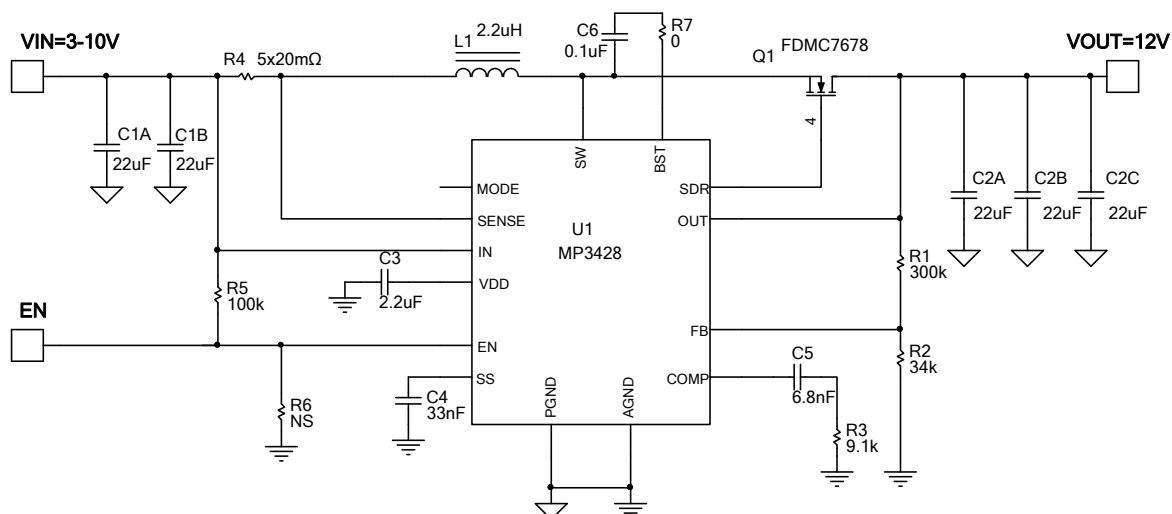 VIN=3-10V
R4 5x20mΩ
L1
2.2uH
C6
0.1uF
R7
0
Q1
FDMC7678
VOUT=12V
C1A
22uF
C1B
22uF
SW
BST
4
MODE
SENSE
IN
VDD
EN
SS
SDR
OUT
FB
COMP
PGND
AGND
U1
MP3428
C2A
22uF
C2B
22uF
C2C
22uF
C3
2.2uF
R5
100k
R1
300k
EN
R6
NS
C4
33nF
C5
6.8nF
R2
34k
R3
9.1k